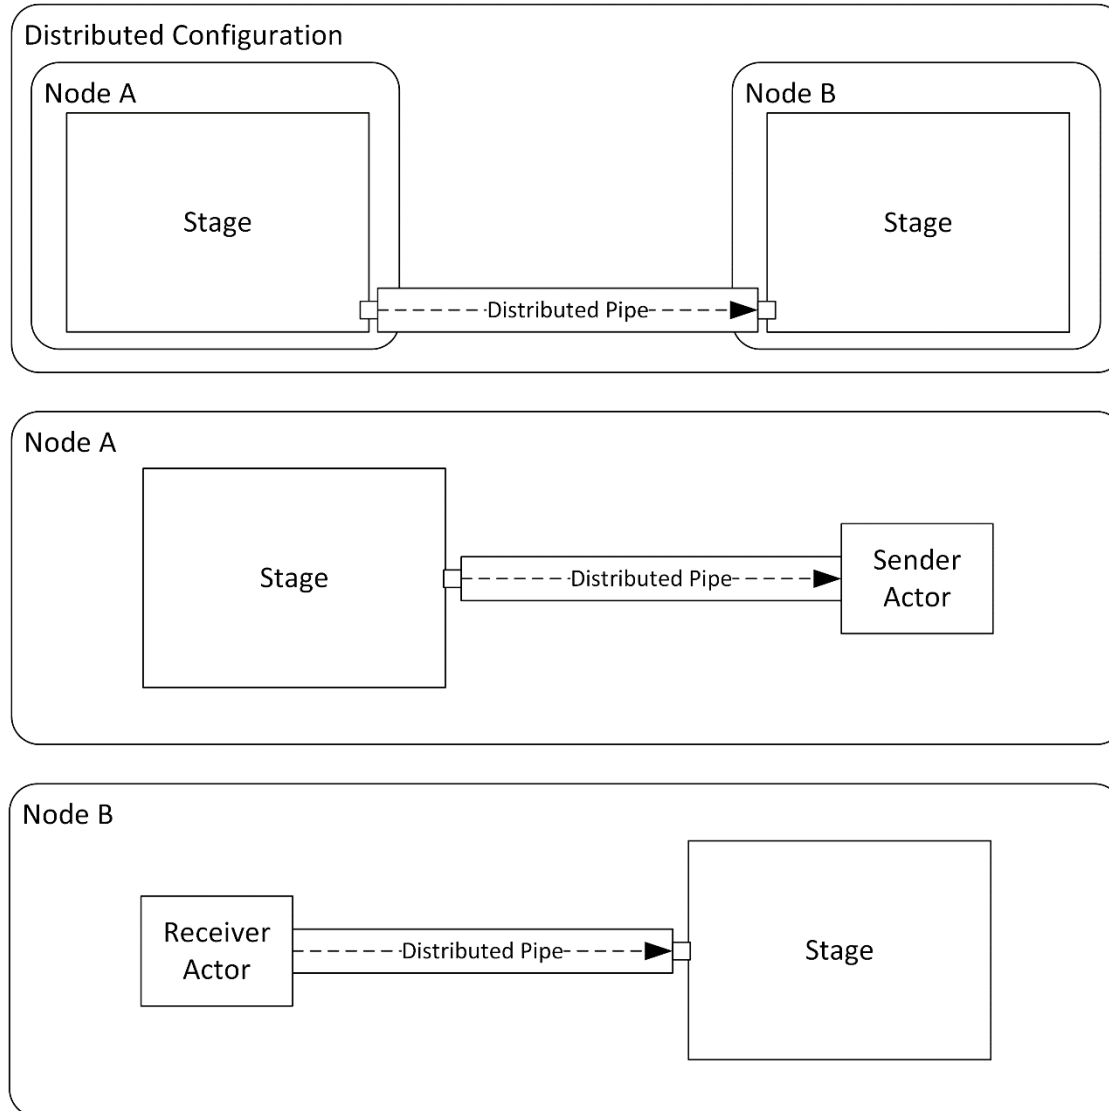 Distributed Configuration
Node A
Node B
Stage
Stage
Distributed Pipe
Node A
Stage
Distributed Pipe
Sender
Actor
Node B
Receiver
Actor
Distributed Pipe
Stage